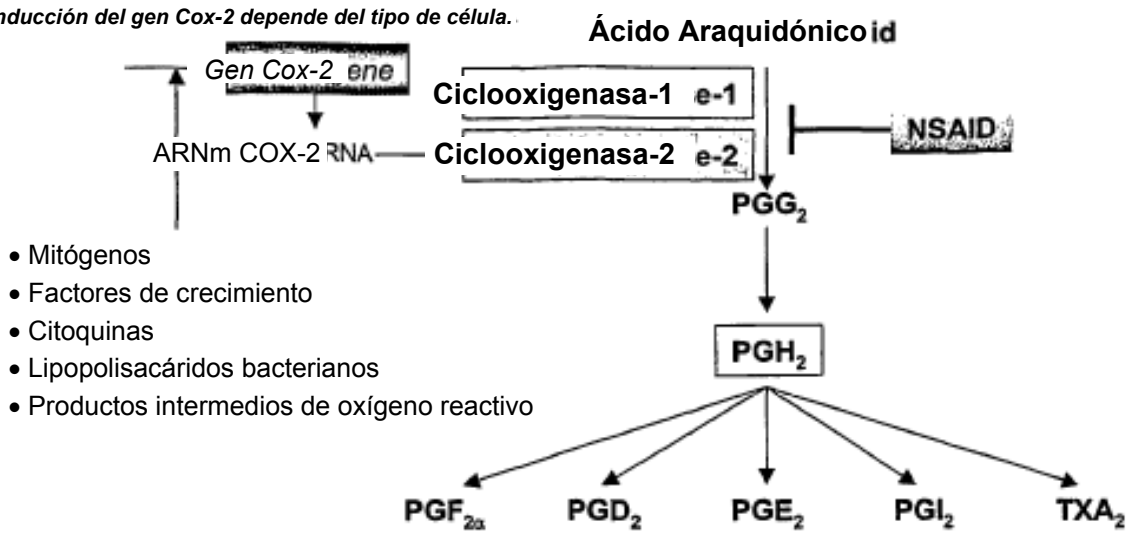 nducción del gen Cox-2 depende del tipo de célula.
Ácido Araquidónico id
Gen Cox-2 ene
Ciclooxigenasa-1 e-1
NSAID
ARNm COX-2 RNA
Ciclooxigenasa-2 e-2
PGG₂
• Mitógenos
• Factores de crecimiento
• Citoquinas
• Lipopolisacáridos bacterianos
• Productos intermedios de oxígeno reactivo
PGH₂
PGF₂α PGD₂ PGE₂ PGI₂ TXA₂